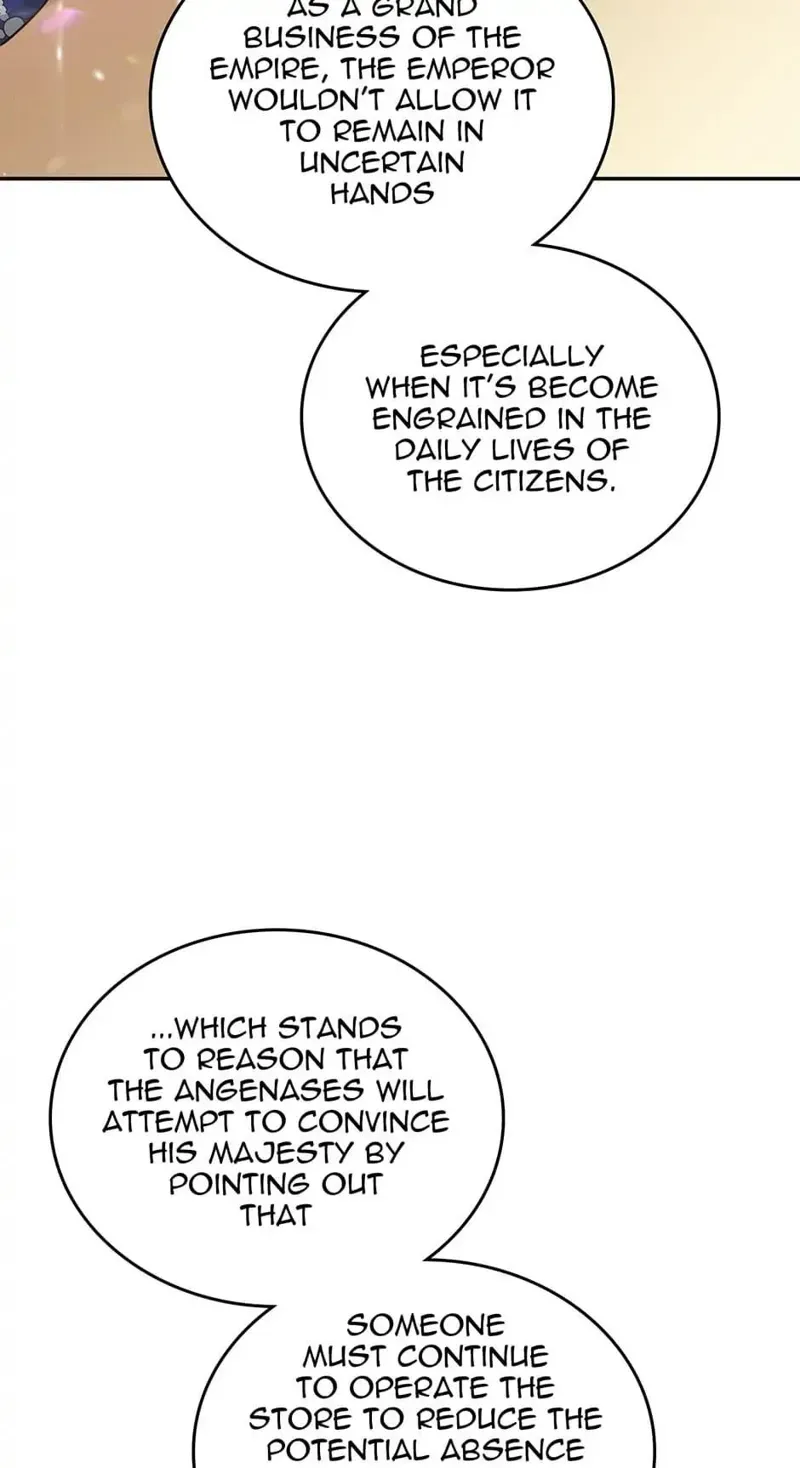 AS A GRAND
BUSINESS OF THE
EMPIRE, THE EMPEROR
WOULDN'T ALLOW IT
TO REMAIN IN
UNCERTAIN
HANDS
ESPECIALLY
WHEN IT'S BECOME
ENGRAINED IN THE
DAILY LIVES OF
THE CITIZENS.
...WHICH STANDS
TO REASON THAT
THE ANGENASES WILL
ATTEMPT TO CONVINCE
HIS MAJESTY BY
POINTING OUT
THAT
SOMEONE
MUST CONTINUE
TO OPERATE THE
STORE TO REDUCE THE
POTENTIAL ABSENCE